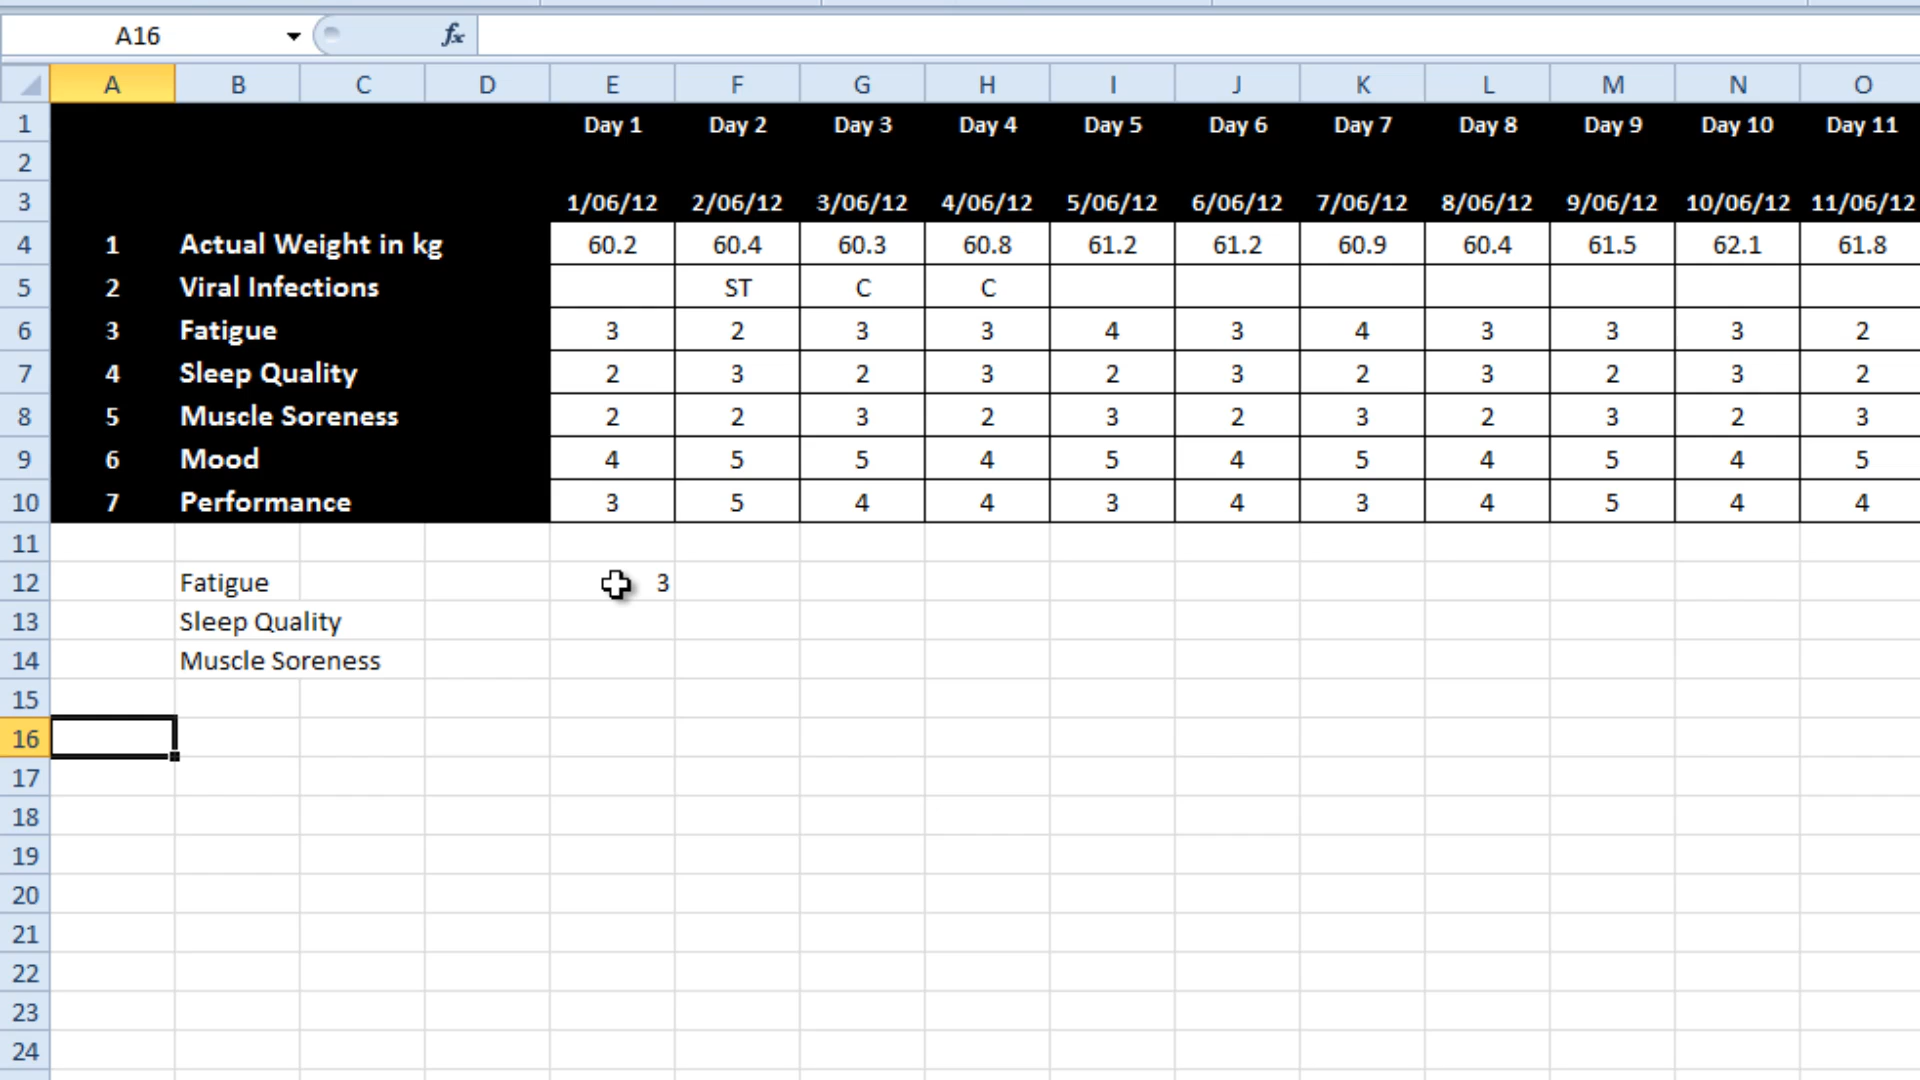 A16 fx
A B C D E F G H I J K L M N O
1 Day 1 Day 2 Day 3 Day 4 Day 5 Day 6 Day 7 Day 8 Day 9 Day 10 Day 11
2
3 1/06/12 2/06/12 3/06/12 4/06/12 5/06/12 6/06/12 7/06/12 8/06/12 9/06/12 10/06/12 11/06/12
4 1 Actual Weight in kg 60.2 60.4 60.3 60.8 61.2 61.2 60.9 60.4 61.5 62.1 61.8
5 2 Viral Infections ST C C
6 3 Fatigue 3 2 3 3 4 3 4 3 3 3 2
7 4 Sleep Quality 2 3 2 3 2 3 2 3 2 3 2
8 5 Muscle Soreness 2 2 3 2 3 2 3 2 3 2 3
9 6 Mood 4 5 5 4 5 4 5 4 5 4 5
10 7 Performance 3 5 4 4 3 4 3 4 5 4 4
11
12 Fatigue 3
13 Sleep Quality
14 Muscle Soreness
15
16
17
18
19
20
21
22
23
24